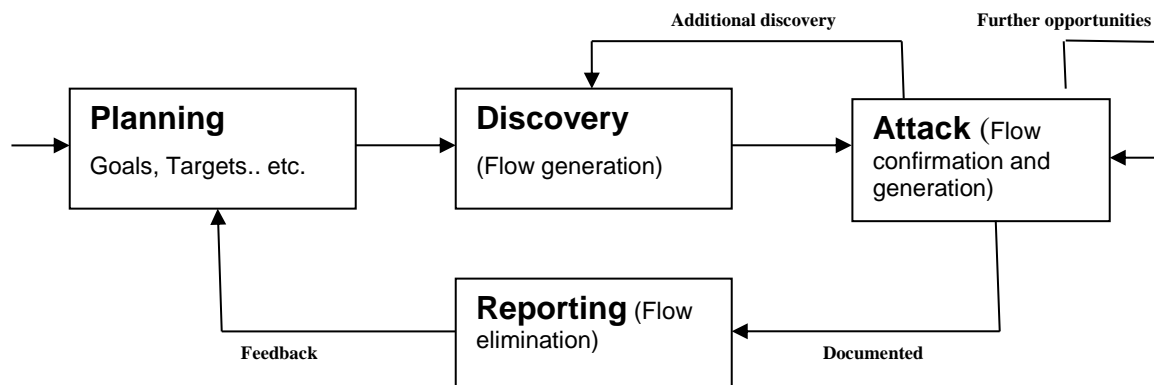 Additional discovery
Further opportunities
Planning
Goals, Targets.. etc.
Discovery
(Flow generation)
Attack (Flow
confirmation and
generation)
Reporting (Flow
elimination)
Feedback
Documented